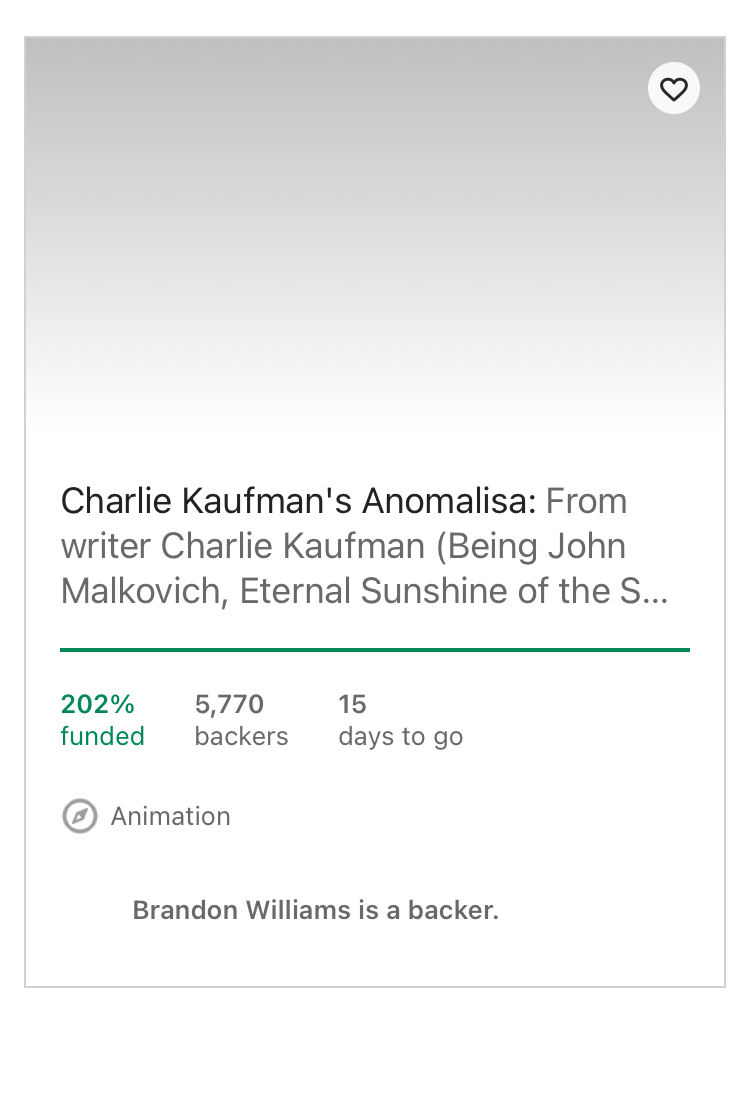 Charlie Kaufman's Anomalisa: From
writer Charlie Kaufman (Being John
Malkovich, Eternal Sunshine of the S...
202% 5,770 15
funded backers days to go
Animation
Brandon Williams is a backer.